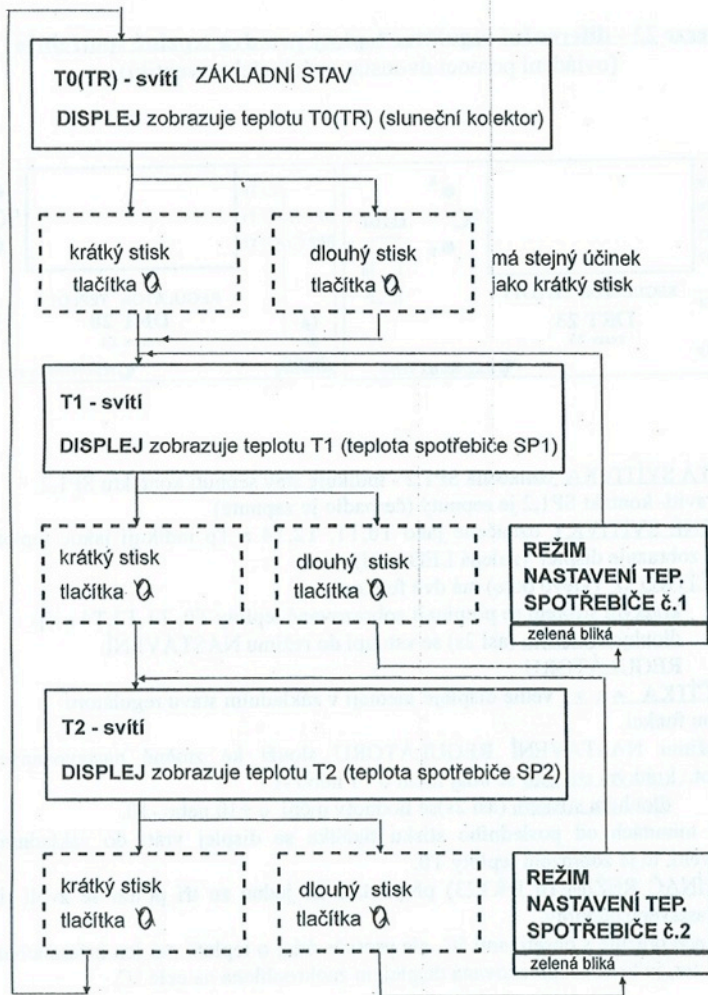 T0(TR) - svítí ZÁKLADNÍ STAV
DISPLEJ zobrazuje teplotu T0(TR) (sluneční kolektor)
krátký stisk
tlačítka
dlouhý stisk
tlačítka
má stejný účinek
jako krátký stisk
T1 - svítí
DISPLEJ zobrazuje teplotu T1 (teplota spotřebiče SP1)
krátký stisk
tlačítka
dlouhý stisk
tlačítka
REŽIM
NASTAVENÍ TEP.
SPOTŘEBIČE č.1
zelená bliká
T2 - svítí
DISPLEJ zobrazuje teplotu T2 (teplota spotřebiče SP2)
krátký stisk
tlačítka
dlouhý stisk
tlačítka
REŽIM
NASTAVENÍ TEP.
SPOTŘEBIČE č.2
zelená bliká